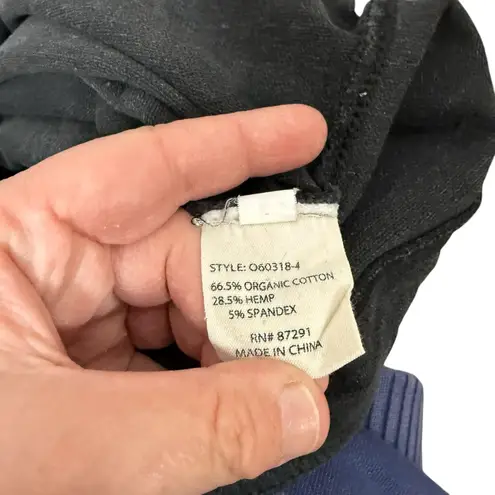 STYLE: O60318-4
66.5% ORGANIC COTTON
28.5% HEMP
5% SPANDEX
RN# 87291
MADE IN CHINA